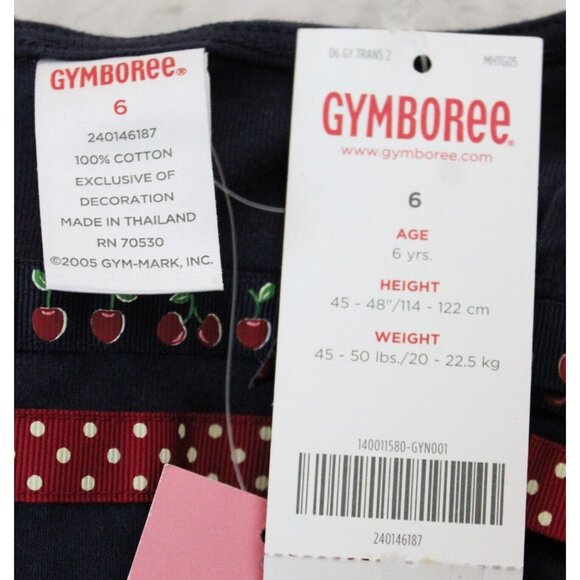 GYMBOREE®
6
240146187
100% COTTON
EXCLUSIVE OF
DECORATION
MADE IN THAILAND
RN 70530
©2005 GYM-MARK, INC.
06 GY TRANS 2 MHTG05
GYMBOREE®
www.gymboree.com
6
AGE
6 yrs.
HEIGHT
45 - 48"/114 - 122 cm
WEIGHT
45 - 50 lbs./20 - 22.5 kg
140011580-GYN001
240146187